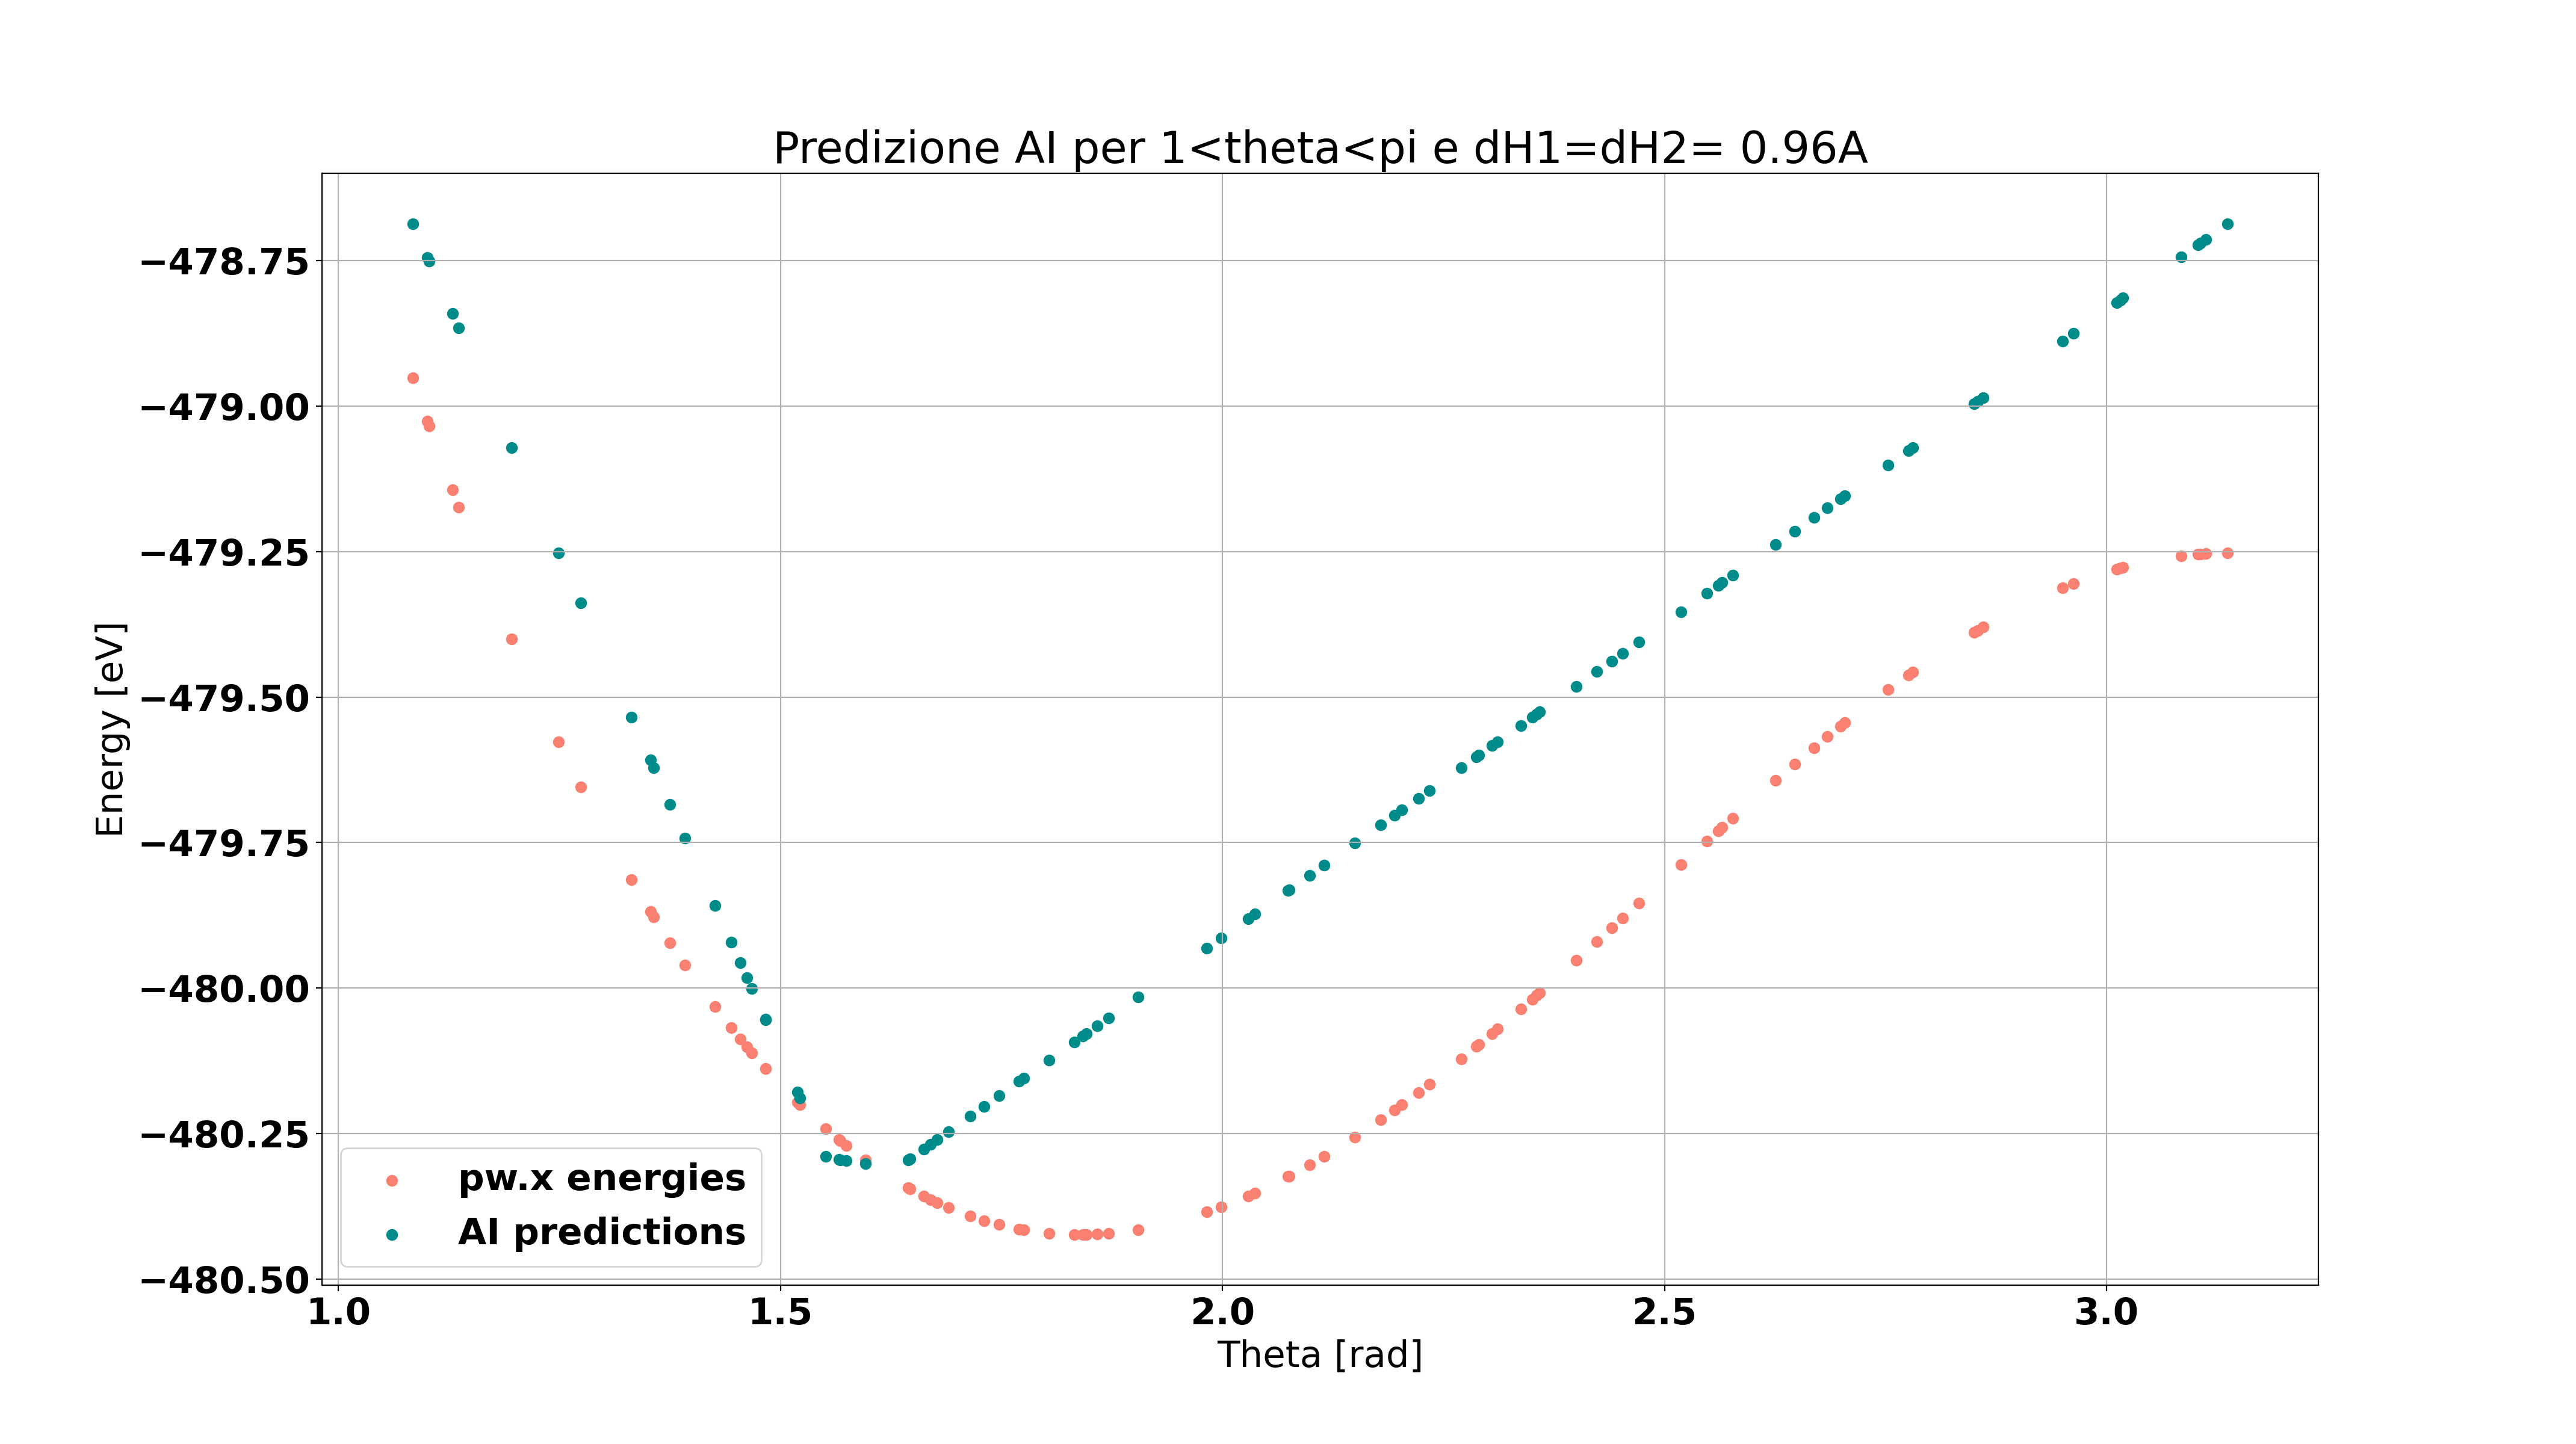 Predizione AI per 1<theta<pi e dH1=dH2= 0.96A
Energy [eV]
−478.75
−479.00
−479.25
−479.50
−479.75
−480.00
−480.25
−480.50
pw.x energies
AI predictions
1.0 1.5 2.0 2.5 3.0
Theta [rad]